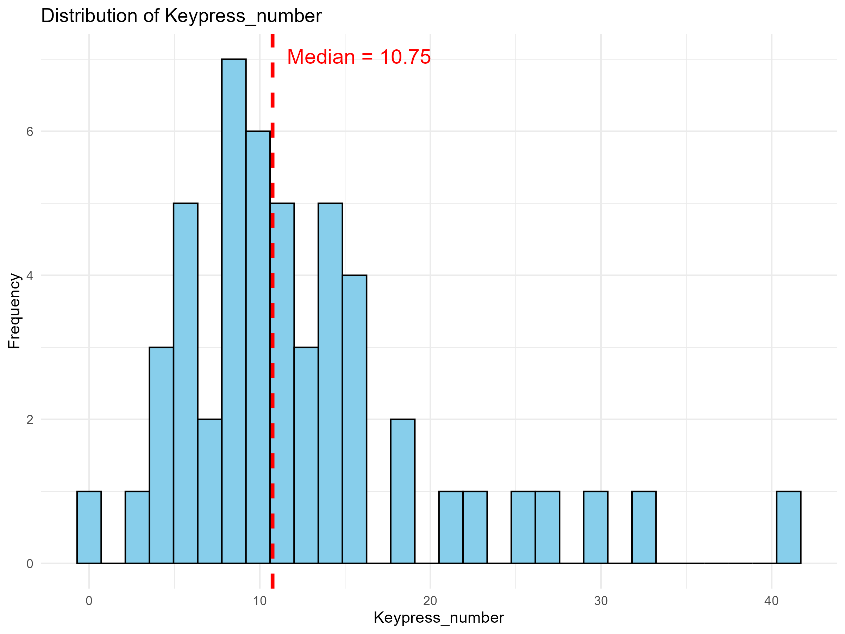 Distribution of Keypress_number
Median = 10.75
6
4
2
0
Frequency
0 10 20 30 40
Keypress_number